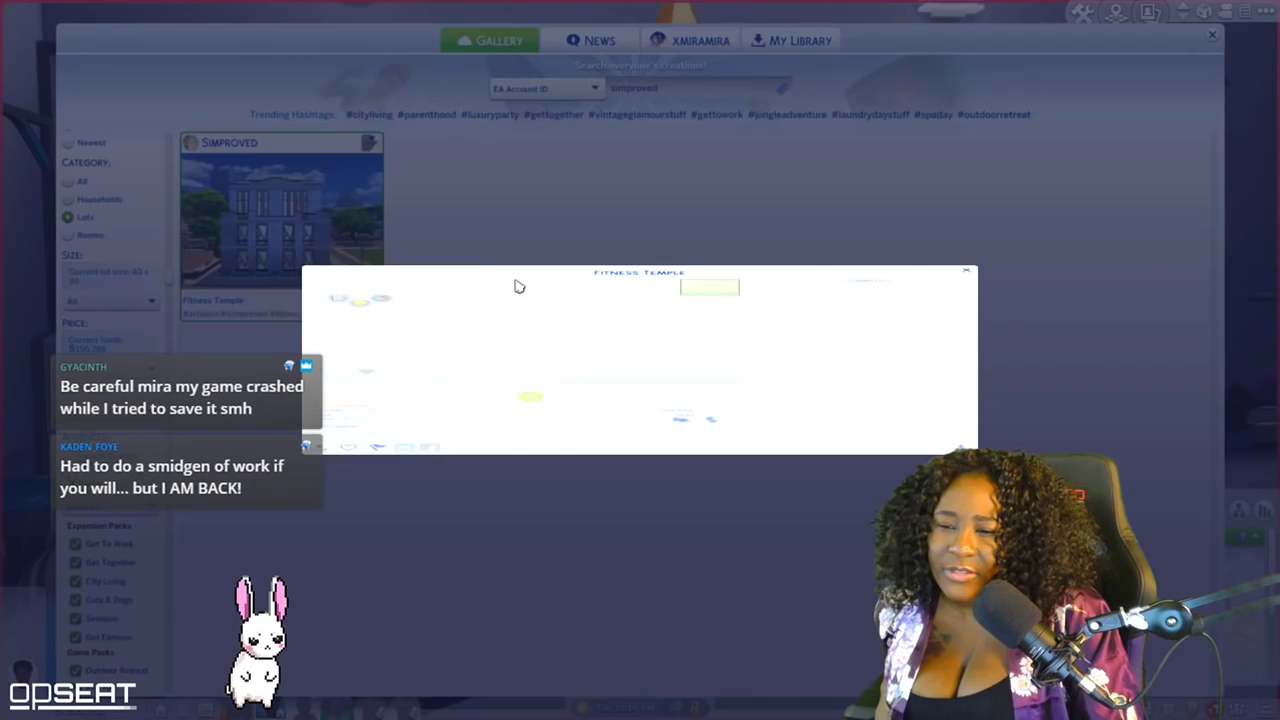 GALLERY
NEWS
XMIRAMIRA
MY LIBRARY
Search everyone's creations!
EA Account ID
simproved
Trending Hashtags: #cityliving #parenthood #luxuryparty #gettogether #vintageglamourstuff #gettowork #jungleadventure #laundrydaystuff #spaday #outdoorretreat
Newest
CATEGORY:
All
Households
Lots
Rooms
SIZE:
All
PRICE:
SIMPROVED
Fitness Temple
FITNESS TEMPLE
GYACINTH
Be careful mira my game crashed
while I tried to save it smh
KADEN_FOYE
Had to do a smidgen of work if
you will... but I AM BACK!
Expansion Packs
Get To Work
Get Together
City Living
Cats & Dogs
Seasons
Get Famous
Game Packs
Outdoor Retreat
OPSEAT